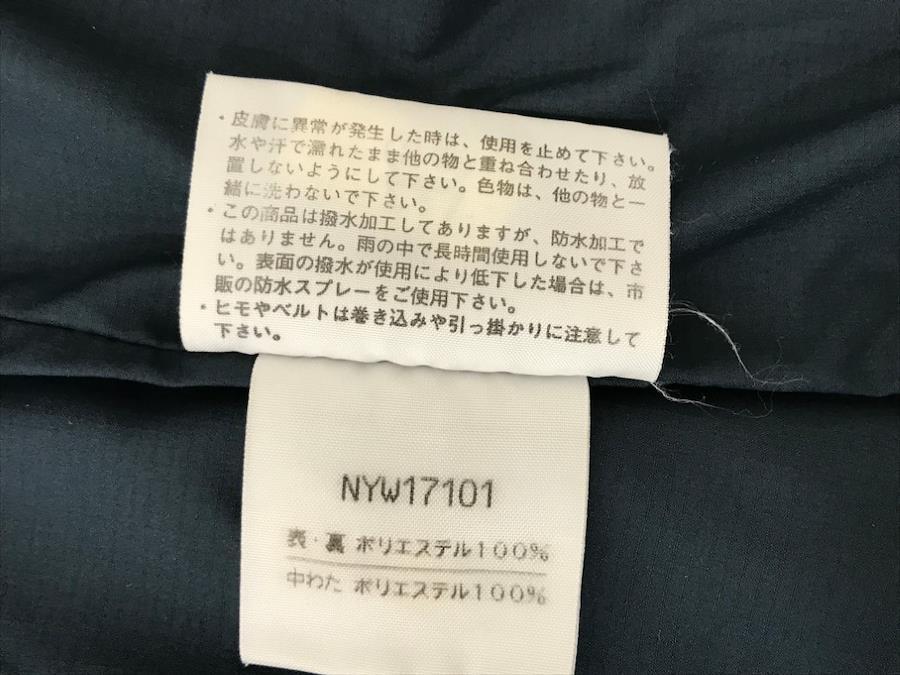 ・皮膚に異常が発生した時は、使用を止めて下さい。
水や汗で濡れたまま他の物と重ね合わせたり、放
置しないようにして下さい。色物は、他の物と一
緒に洗わないで下さい。
・この商品は撥水加工してありますが、防水加工で
はありません。雨の中で長時間使用しないで下さ
い。表面の撥水が使用により低下した場合は、市
販の防水スプレーをご使用下さい。
・ヒモやベルトは巻き込みや引っ掛かりに注意して
下さい。
NYW17101
表・裏 ポリエステル100%
中わた ポリエステル100%